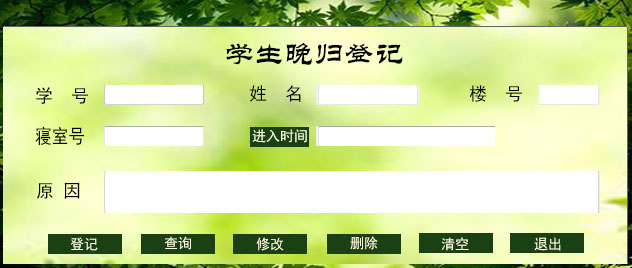 学生晚归登记
学 号 姓 名 楼 号
寝室号 进入时间
原 因
登记 查询 修改 删除 清空 退出